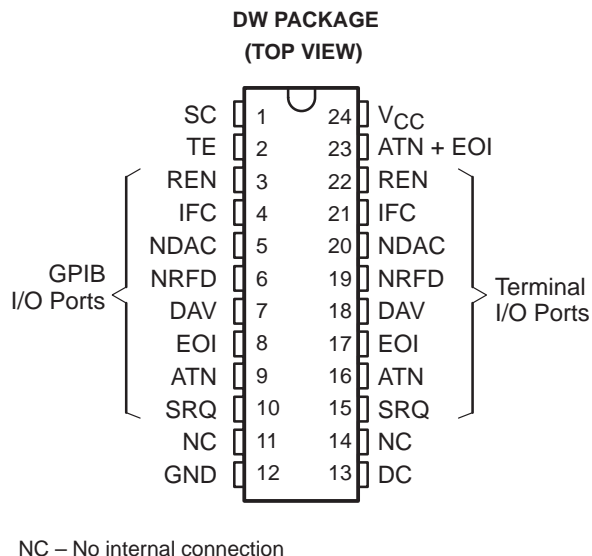 DW PACKAGE
(TOP VIEW)
SC 1 24 VCC
TE 2 23 ATN + EOI
REN 3 22 REN
IFC 4 21 IFC
NDAC 5 20 NDAC
GPIB
I/O Ports
NRFD 6 19 NRFD
Terminal
I/O Ports
DAV 7 18 DAV
EOI 8 17 EOI
ATN 9 16 ATN
SRQ 10 15 SRQ
NC 11 14 NC
GND 12 13 DC
NC – No internal connection